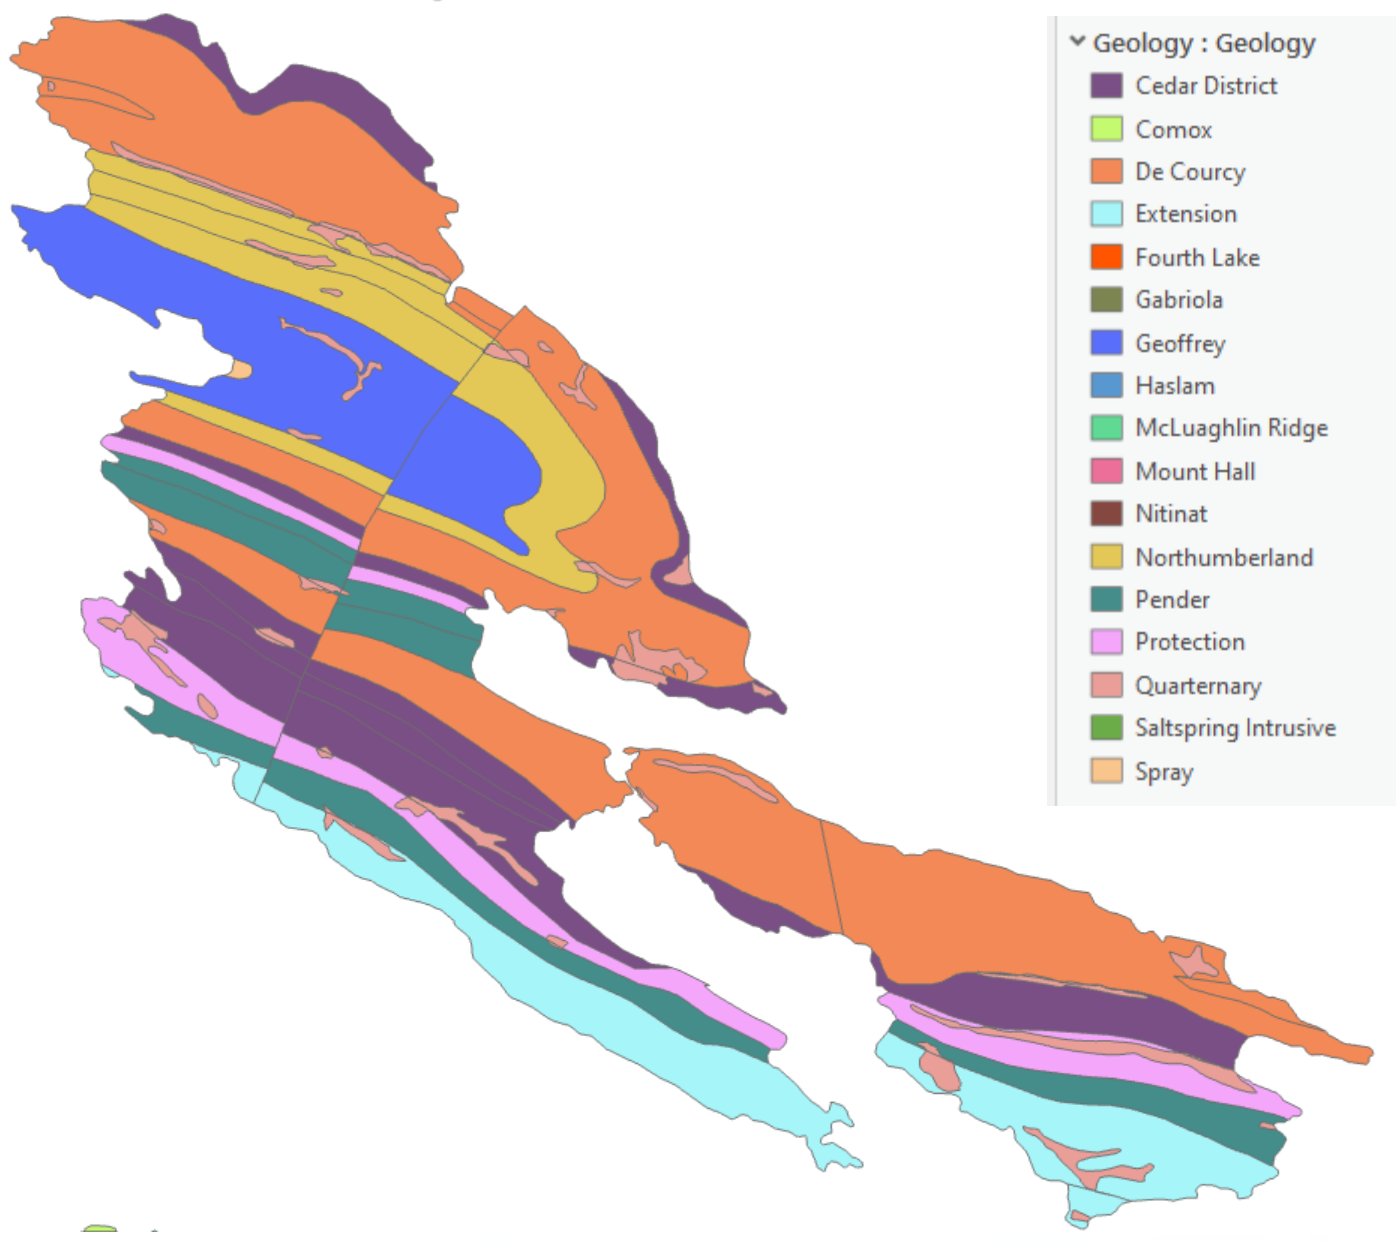 Geology : Geology
Cedar District
Comox
De Courcy
Extension
Fourth Lake
Gabriola
Geoffrey
Haslam
McLuaghlin Ridge
Mount Hall
Nitinat
Northumberland
Pender
Protection
Quarternary
Saltspring Intrusive
Spray